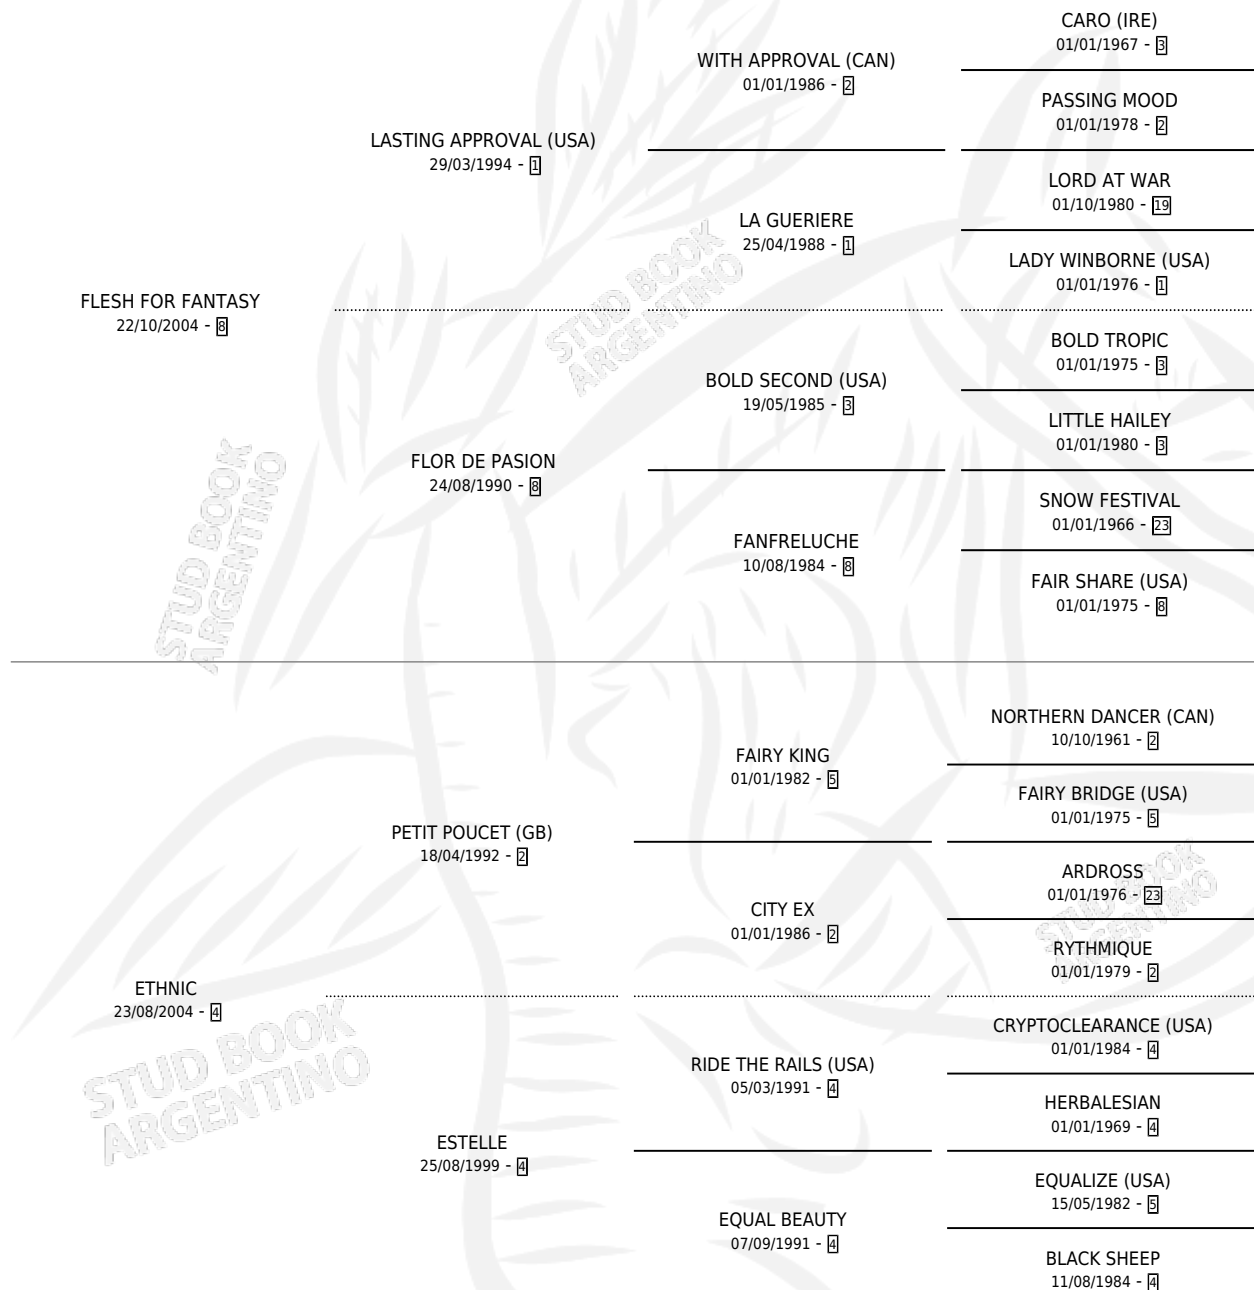 CARO (IRE)
01/01/1967 - 3
WITH APPROVAL (CAN)
01/01/1986 - 2
PASSING MOOD
01/01/1978 - 2
LASTING APPROVAL (USA)
29/03/1994 - 1
LORD AT WAR
01/10/1980 - 19
LA GUERIERE
25/04/1988 - 1
LADY WINBORNE (USA)
01/01/1976 - 1
FLESH FOR FANTASY
22/10/2004 - 8
BOLD TROPIC
01/01/1975 - 3
BOLD SECOND (USA)
19/05/1985 - 3
LITTLE HAILEY
01/01/1980 - 3
FLOR DE PASION
24/08/1990 - 8
SNOW FESTIVAL
01/01/1966 - 23
FANFRELUCHE
10/08/1984 - 8
FAIR SHARE (USA)
01/01/1975 - 8
STUD BOOK
ARGENTINO
STUD BOOK
ARGENTINO
NORTHERN DANCER (CAN)
10/10/1961 - 2
FAIRY KING
01/01/1982 - 5
FAIRY BRIDGE (USA)
01/01/1975 - 5
PETIT POUCET (GB)
18/04/1992 - 2
ARDROSS
01/01/1976 - 23
CITY EX
01/01/1986 - 2
RYTHMIQUE
01/01/1979 - 2
STUD BOOK
ARGENTINO
ETHNIC
23/08/2004 - 4
CRYPTOCLEARANCE (USA)
01/01/1984 - 4
RIDE THE RAILS (USA)
05/03/1991 - 4
HERBALESIAN
01/01/1969 - 4
STUD BOOK
ARGENTINO
ESTELLE
25/08/1999 - 4
EQUALIZE (USA)
15/05/1982 - 5
EQUAL BEAUTY
07/09/1991 - 4
BLACK SHEEP
11/08/1984 - 4